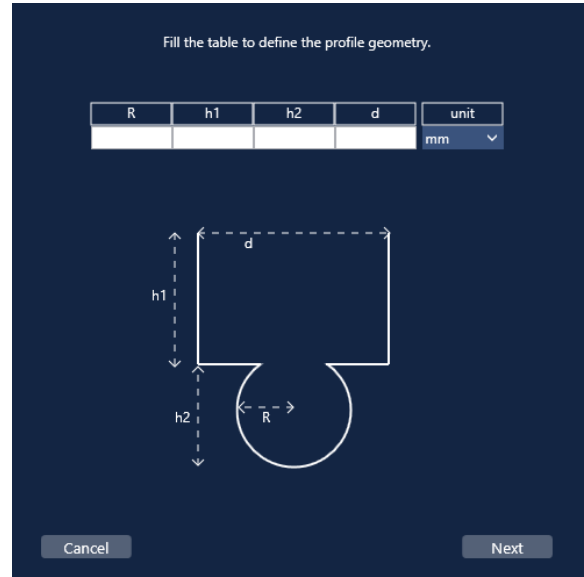 Fill the table to define the profile geometry.
R h1 h2 d unit
mm
d
h1
h2
R
Cancel Next